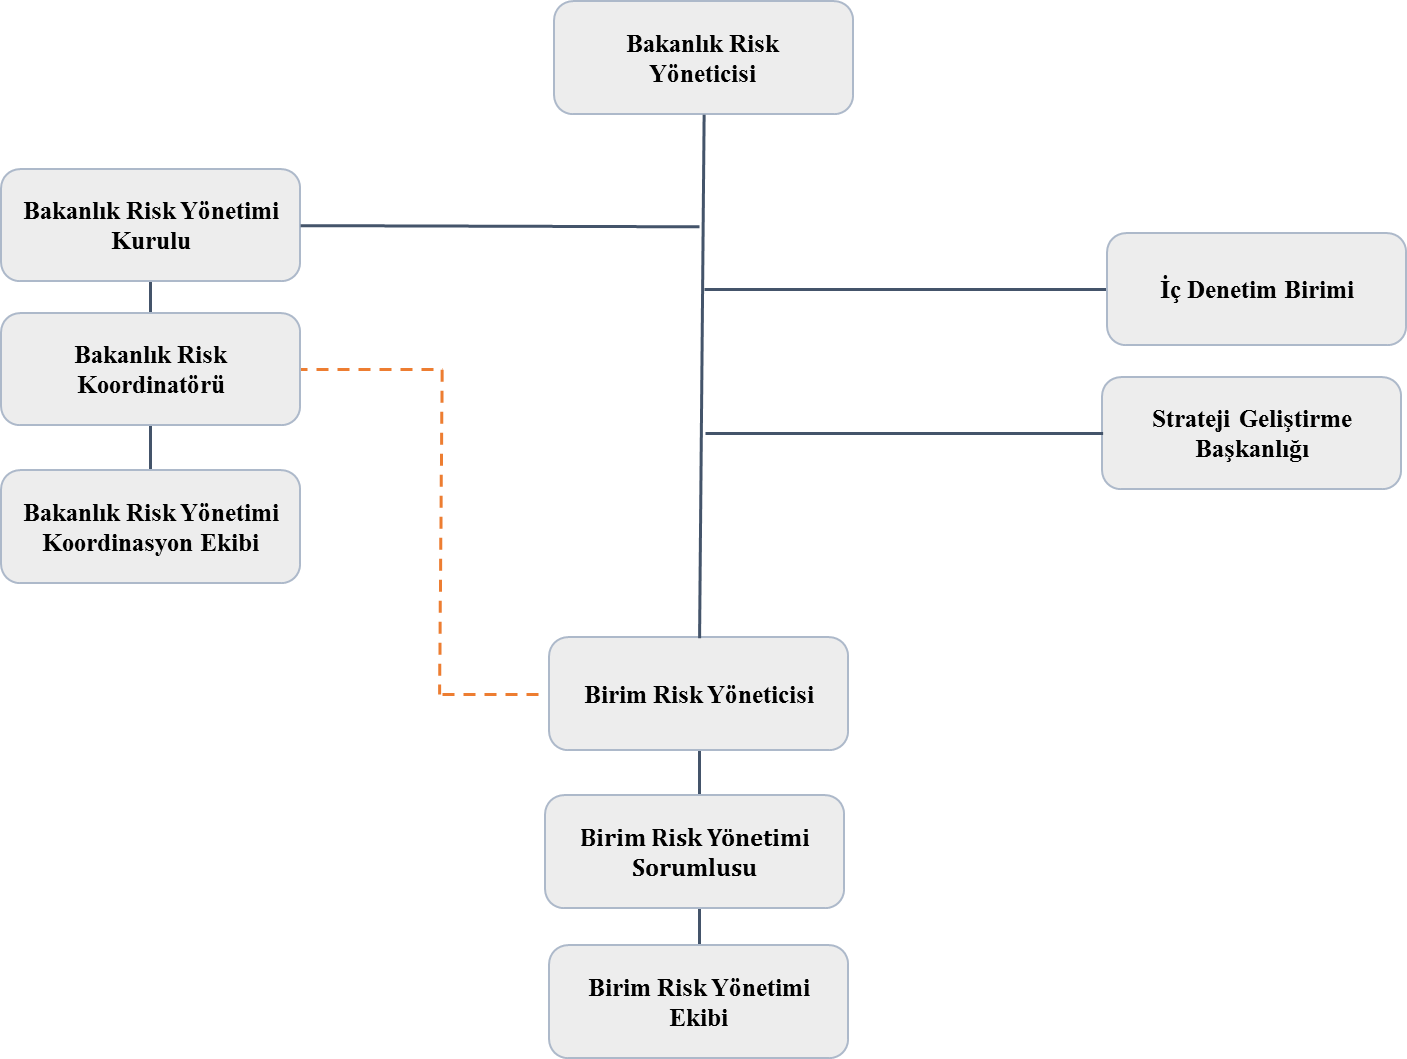 Bakanlık Risk
Yöneticisi
Bakanlık Risk Yönetimi
Kurulu
İç Denetim Birimi
Bakanlık Risk
Koordinatörü
Strateji Geliştirme
Başkanlığı
Bakanlık Risk Yönetimi
Koordinasyon Ekibi
Birim Risk Yöneticisi
Birim Risk Yönetimi
Sorumlusu
Birim Risk Yönetimi
Ekibi